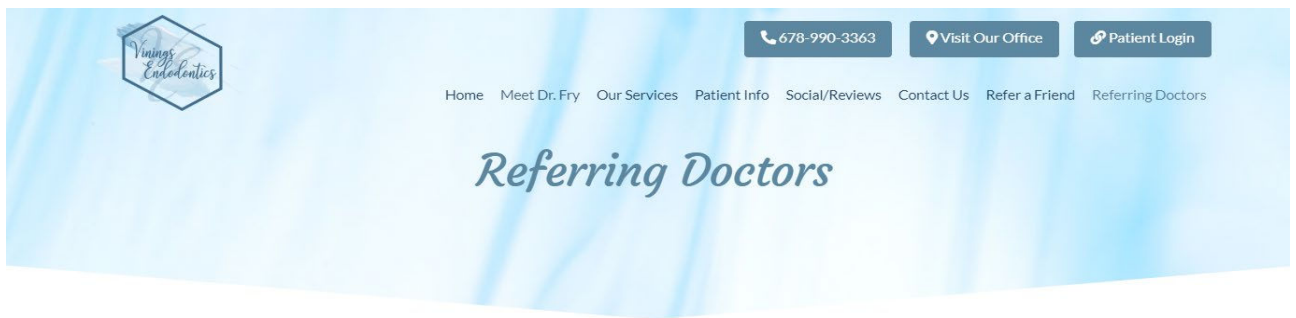 Vinings
Endodontics
678-990-3363 Visit Our Office Patient Login
Home Meet Dr. Fry Our Services Patient Info Social/Reviews Contact Us Refer a Friend Referring Doctors
Referring Doctors